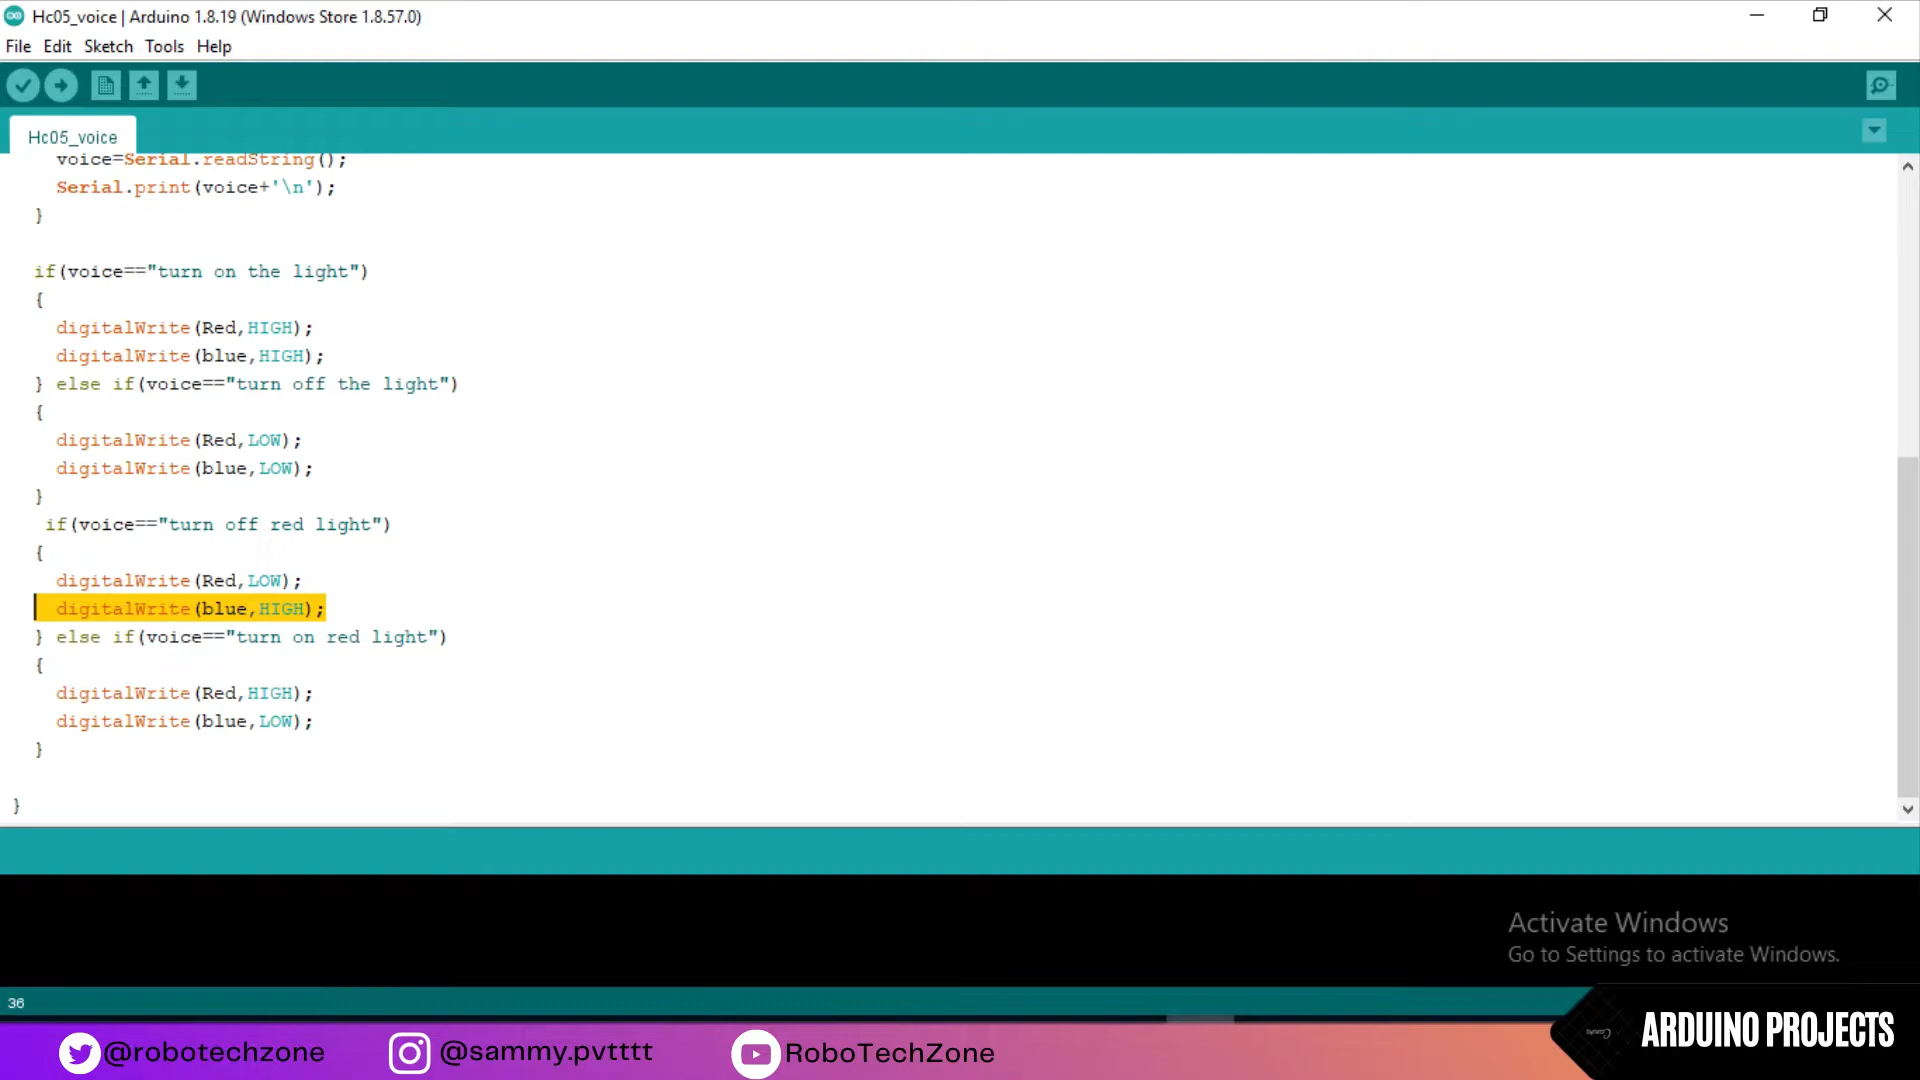 Hc05_voice | Arduino 1.8.19 (Windows Store 1.8.57.0)
File Edit Sketch Tools Help
Hc05_voice
voice=Serial.readString();
Serial.print(voice+'\n');
}
if(voice=="turn on the light")
{
digitalWrite(Red,HIGH);
digitalWrite(blue,HIGH);
} else if(voice=="turn off the light")
{
digitalWrite(Red,LOW);
digitalWrite(blue,LOW);
}
if(voice=="turn off red light")
{
digitalWrite(Red,LOW);
digitalWrite(blue,HIGH);
} else if(voice=="turn on red light")
{
digitalWrite(Red,HIGH);
digitalWrite(blue,LOW);
}
}
Activate Windows
Go to Settings to activate Windows.
36
@robotechzone @sammy.pvtttt RoboTechZone
ARDUINO PROJECTS